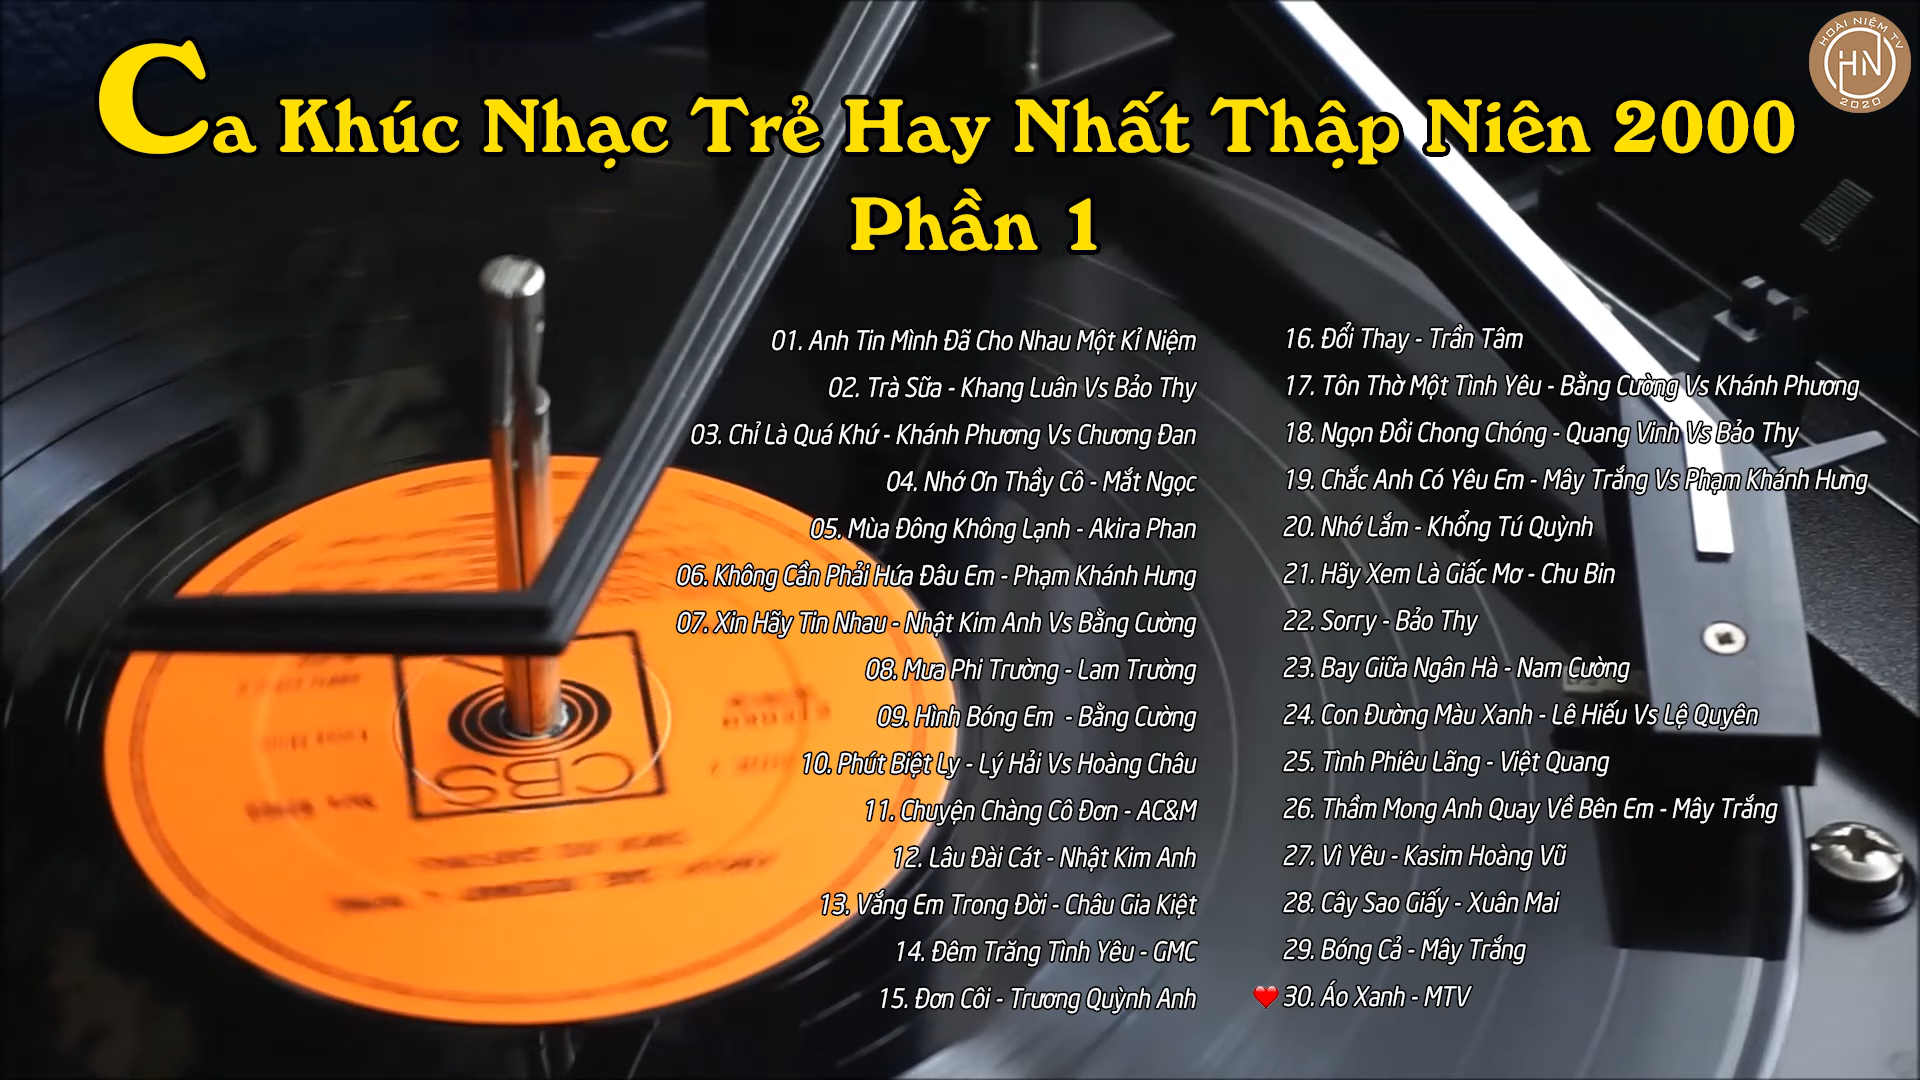 HOÀI NIỆM TV
HN
2020
Ca Khúc Nhạc Trẻ Hay Nhất Thập Niên 2000
Phần 1
01. Anh Tin Mình Đã Cho Nhau Một Kỉ Niệm
02. Trà Sữa - Khang Luân Vs Bảo Thy
03. Chỉ Là Quá Khứ - Khánh Phương Vs Chương Đan
04. Nhớ Ơn Thầy Cô - Mắt Ngọc
05. Mùa Đông Không Lạnh - Akira Phan
06. Không Cần Phải Hứa Đâu Em - Phạm Khánh Hưng
07. Xin Hãy Tin Nhau - Nhật Kim Anh Vs Bằng Cường
08. Mưa Phi Trường - Lam Trường
09. Hình Bóng Em - Bằng Cường
10. Phút Biệt Ly - Lý Hải Vs Hoàng Châu
11. Chuyện Chàng Cô Đơn - AC&M
12. Lâu Đài Cát - Nhật Kim Anh
13. Vắng Em Trong Đời - Châu Gia Kiệt
14. Đêm Trăng Tình Yêu - GMC
15. Đơn Côi - Trương Quỳnh Anh
16. Đổi Thay - Trần Tâm
17. Tôn Thờ Một Tình Yêu - Bằng Cường Vs Khánh Phương
18. Ngọn Đồi Chong Chóng - Quang Vinh Vs Bảo Thy
19. Chắc Anh Có Yêu Em - Mây Trắng Vs Phạm Khánh Hưng
20. Nhớ Lắm - Khổng Tú Quỳnh
21. Hãy Xem Là Giấc Mơ - Chu Bin
22. Sorry - Bảo Thy
23. Bay Giữa Ngân Hà - Nam Cường
24. Con Đường Màu Xanh - Lê Hiếu Vs Lệ Quyên
25. Tình Phiêu Lãng - Việt Quang
26. Thầm Mong Anh Quay Về Bên Em - Mây Trắng
27. Vì Yêu - Kasim Hoàng Vũ
28. Cây Sao Giấy - Xuân Mai
29. Bóng Cả - Mây Trắng
30. Áo Xanh - MTV
CBS